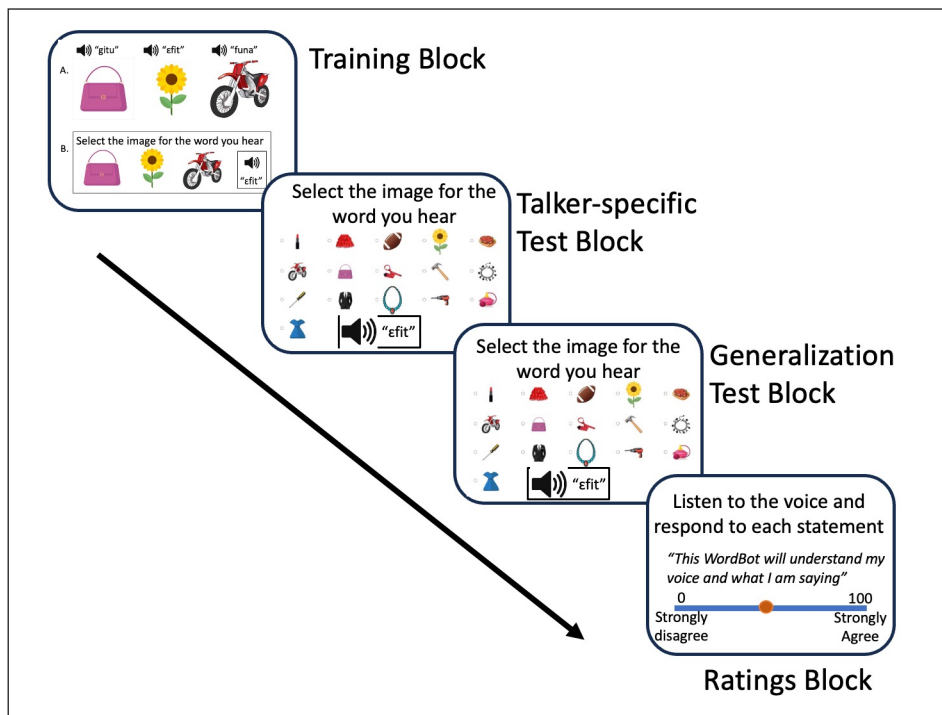 "gitu" "ɛfit" "funa"
A.
Training Block
B.
Select the image for the word you hear
"ɛfit"
Select the image for the
word you hear
"ɛfit"
Talker-specific
Test Block
Select the image for the
word you hear
"ɛfit"
Generalization
Test Block
Listen to the voice and
respond to each statement
"This WordBot will understand my
voice and what I am saying"
0 100
Strongly Strongly
disagree Agree
Ratings Block